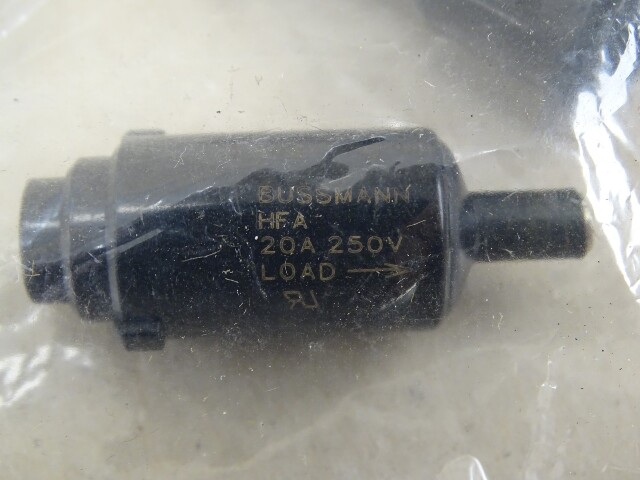 BUSSMANN
HFA
20A 250V
LOAD →